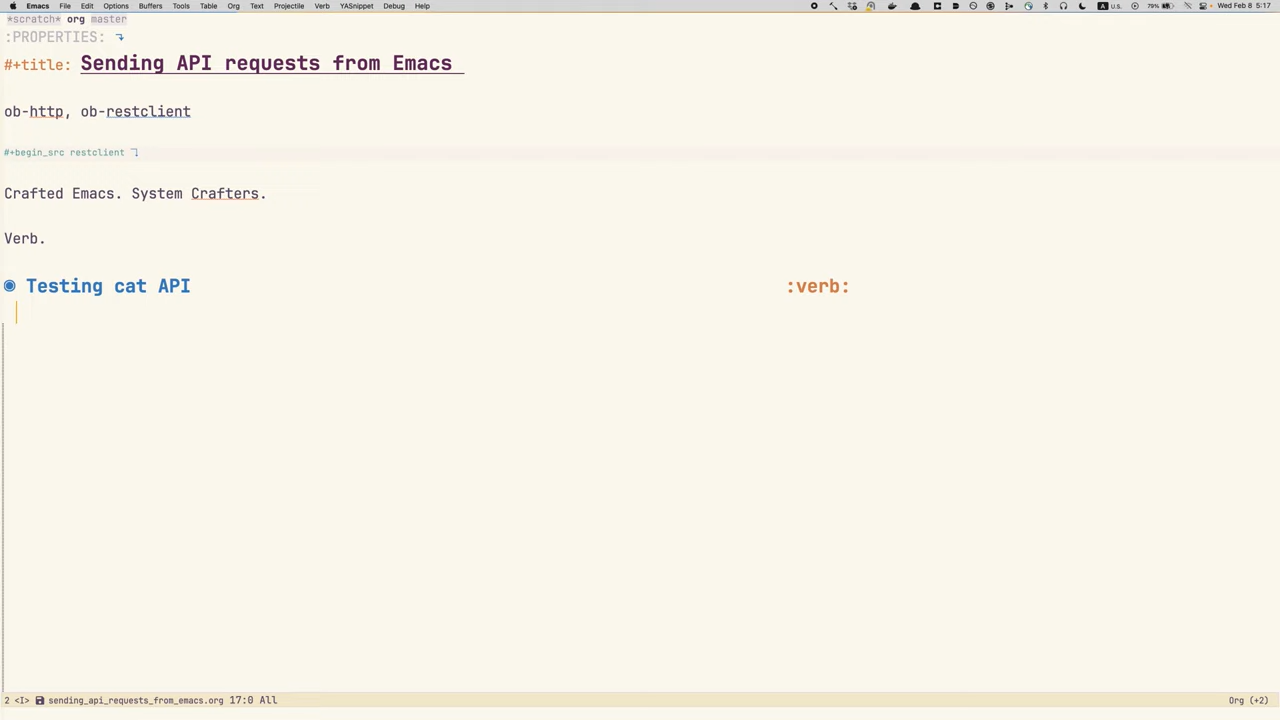 Emacs File Edit Options Buffers Tools Table Org Text Projectile Verb YASnippet Debug Help U.S. 79% Wed Feb 8 5:17
*scratch* org master
:PROPERTIES:
#+title: Sending API requests from Emacs
ob-http, ob-restclient
#+begin_src restclient
Crafted Emacs. System Crafters.
Verb.
Testing cat API :verb:
2 <I> sending_api_requests_from_emacs.org 17:0 All Org (+2)